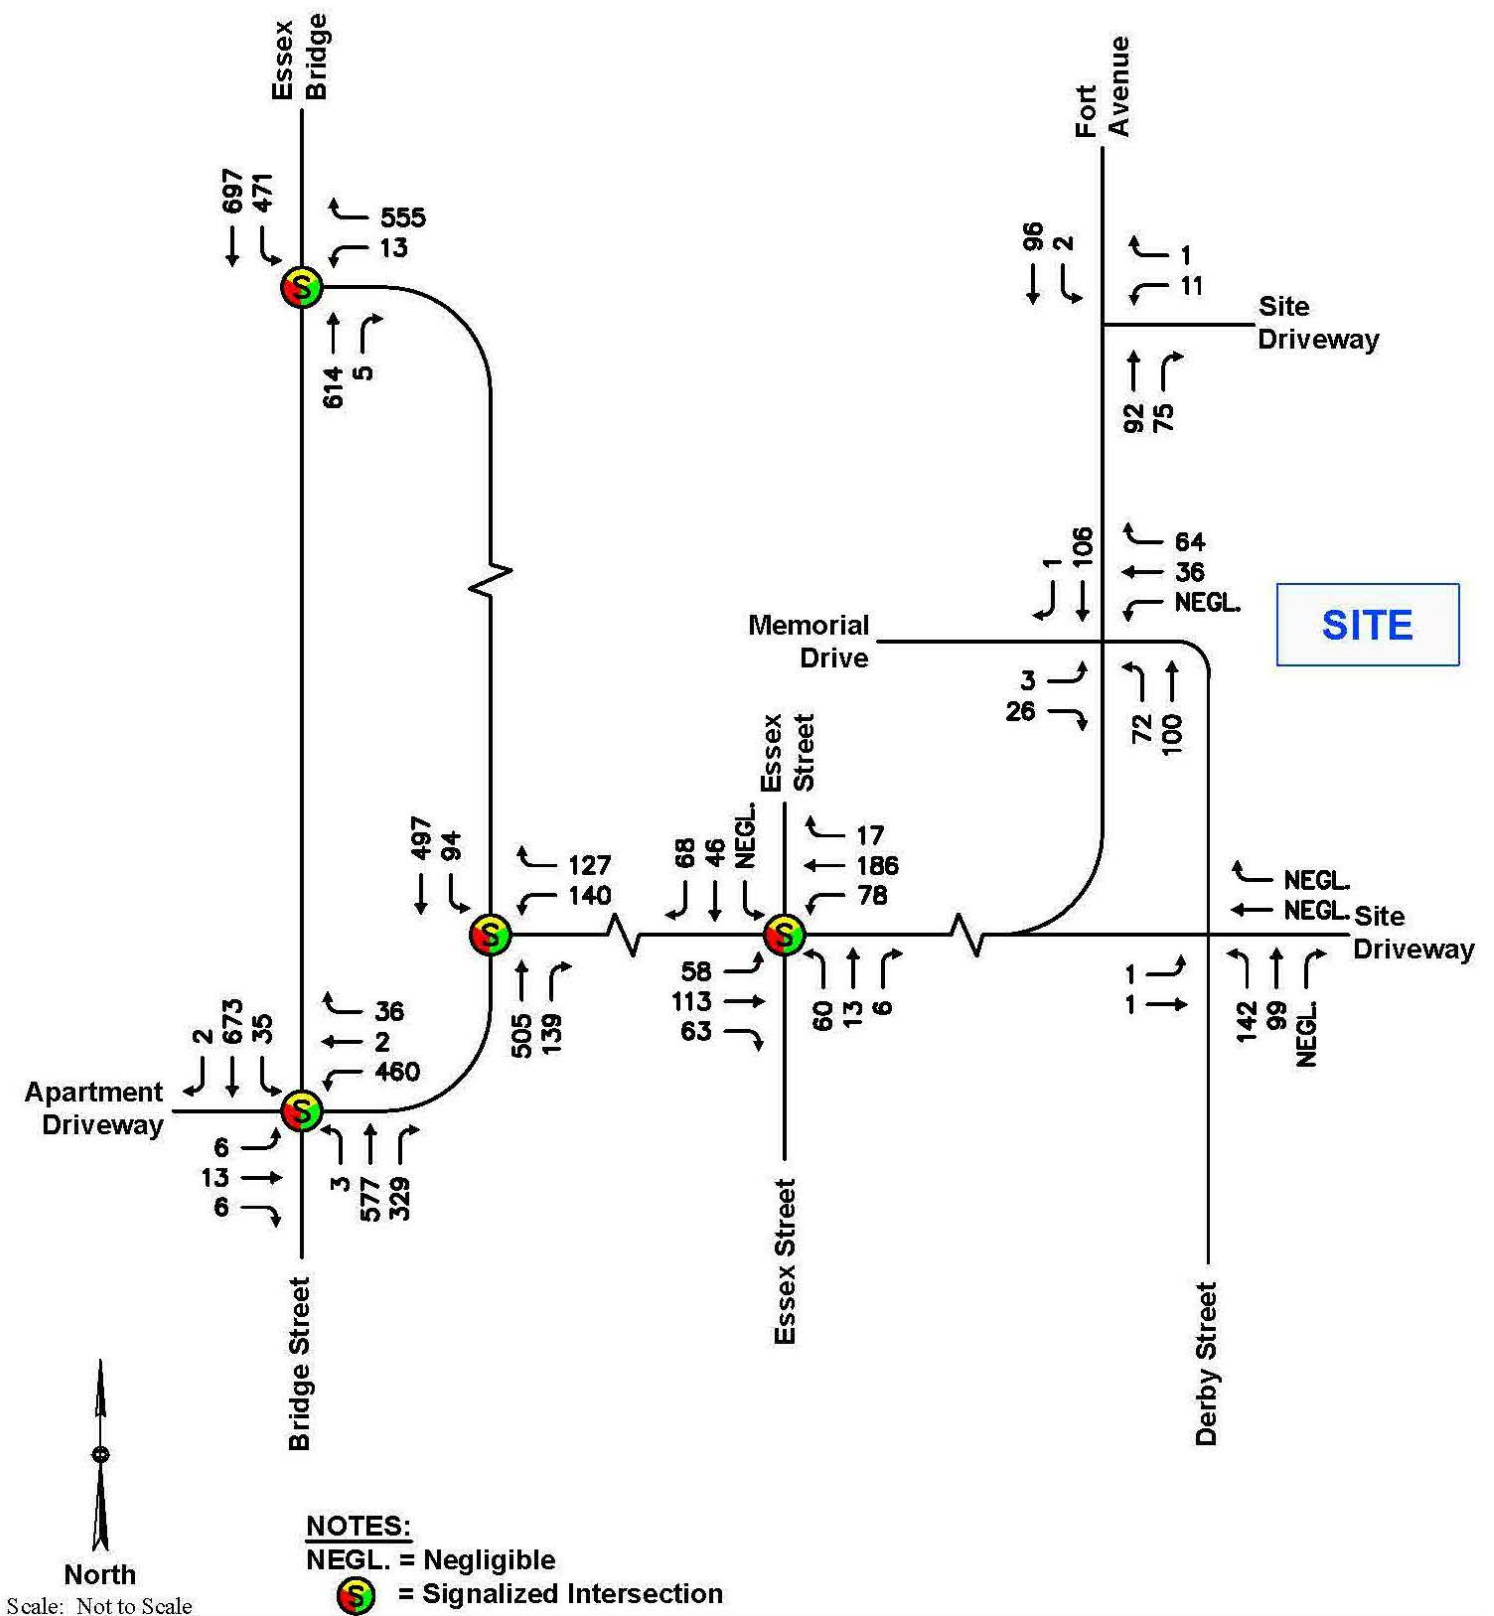 Essex
Bridge
697
471
555
13
S
614
5
Fort
Avenue
96
2
1
11
Site
Driveway
92
75
1
106
64
36
NEGL.
SITE
Memorial
Drive
3
26
72
100
Essex
Street
497
94
127
140
S
505
139
68
46
NEGL.
17
186
78
S
58
113
63
60
13
6
NEGL.
NEGL.
Site
Driveway
1
1
142
99
NEGL.
2
673
35
36
2
460
Apartment
Driveway
S
6
13
6
3
577
329
Bridge Street
Essex Street
Derby Street
North
Scale: Not to Scale
NOTES:
NEGL. = Negligible
S = Signalized Intersection